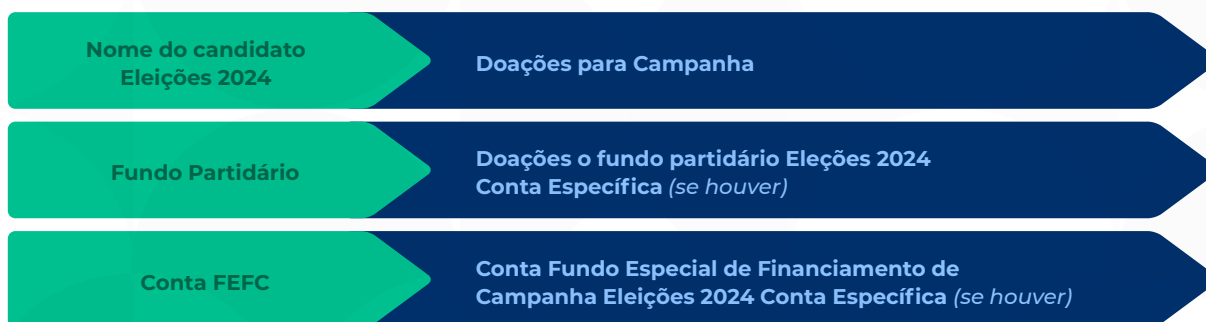 Nome do candidato
Eleições 2024
Doações para Campanha
Fundo Partidário
Doações o fundo partidário Eleções 2024
Conta Específica (se houver)
Conta FEFC
Conta Fundo Especial de Financiamento de
Campanha Eleições 2024 Conta Específica (se houver)